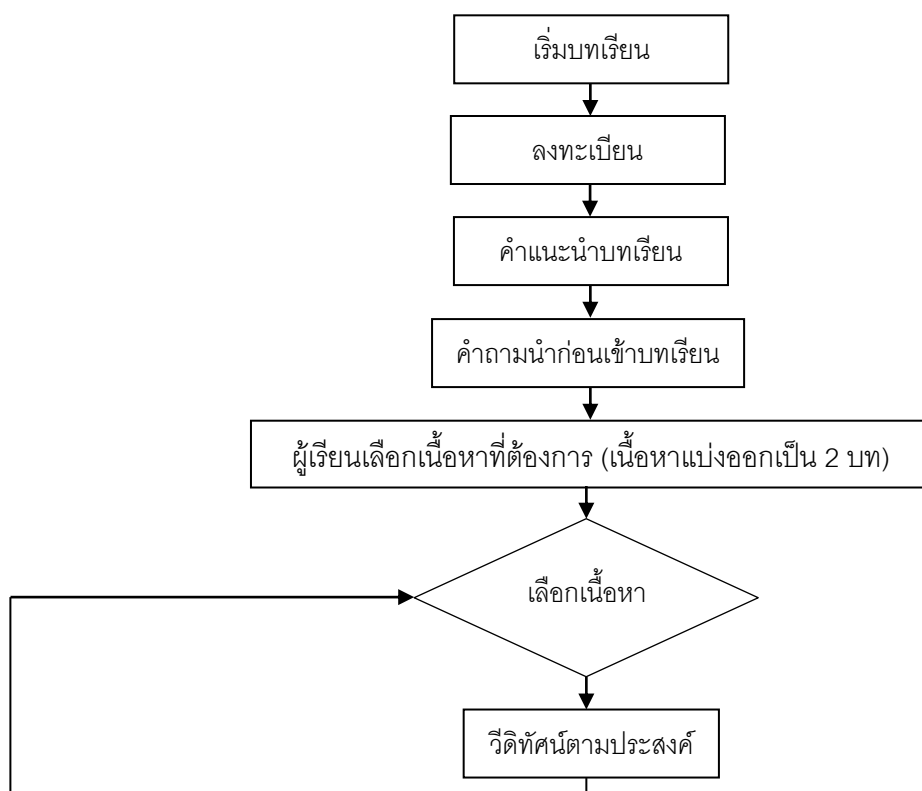 เริ่มบทเรียน
ลงทะเบียน
คำแนะนำบทเรียน
คำถามนำก่อนเข้าบทเรียน
ผู้เรียนเลือกเนื้อหาที่ต้องการ (เนื้อหาแบ่งออกเป็น 2 บท)
เลือกเนื้อหา
วีดิทัศน์ตามประสงค์